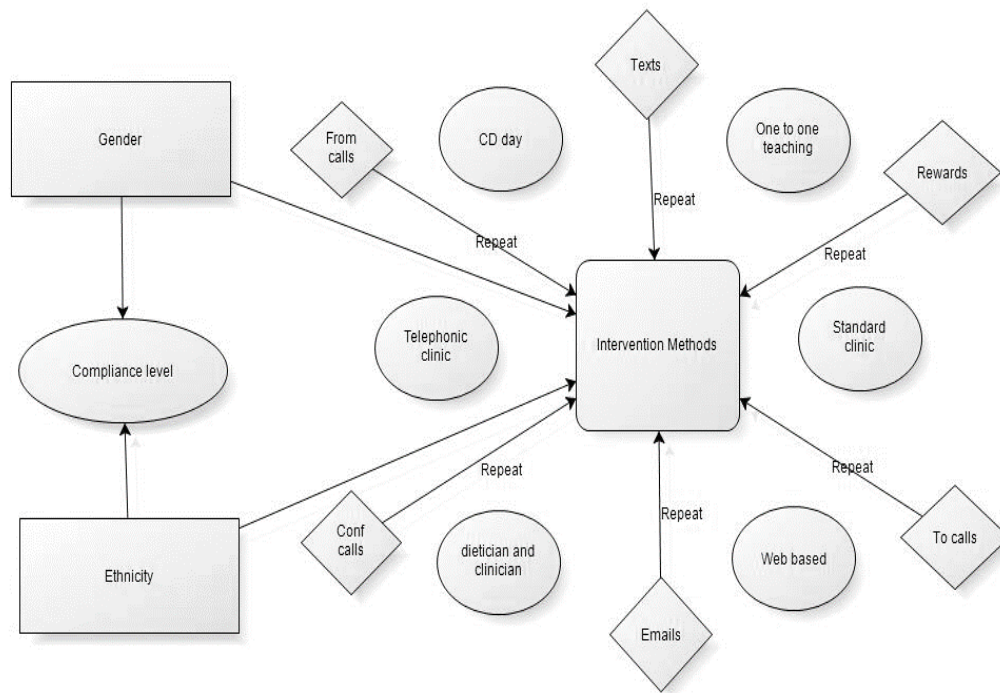 Texts
Gender
From
calls
CD day
One to one
teaching
Rewards
Repeat
Repeat
Repeat
Telephonic
clinic
Intervention Methods
Standard
clinic
Compliance level
Repeat
Repeat
Repeat
Conf
calls
dietician and
clinician
Web based
To calls
Ethnicity
Emails